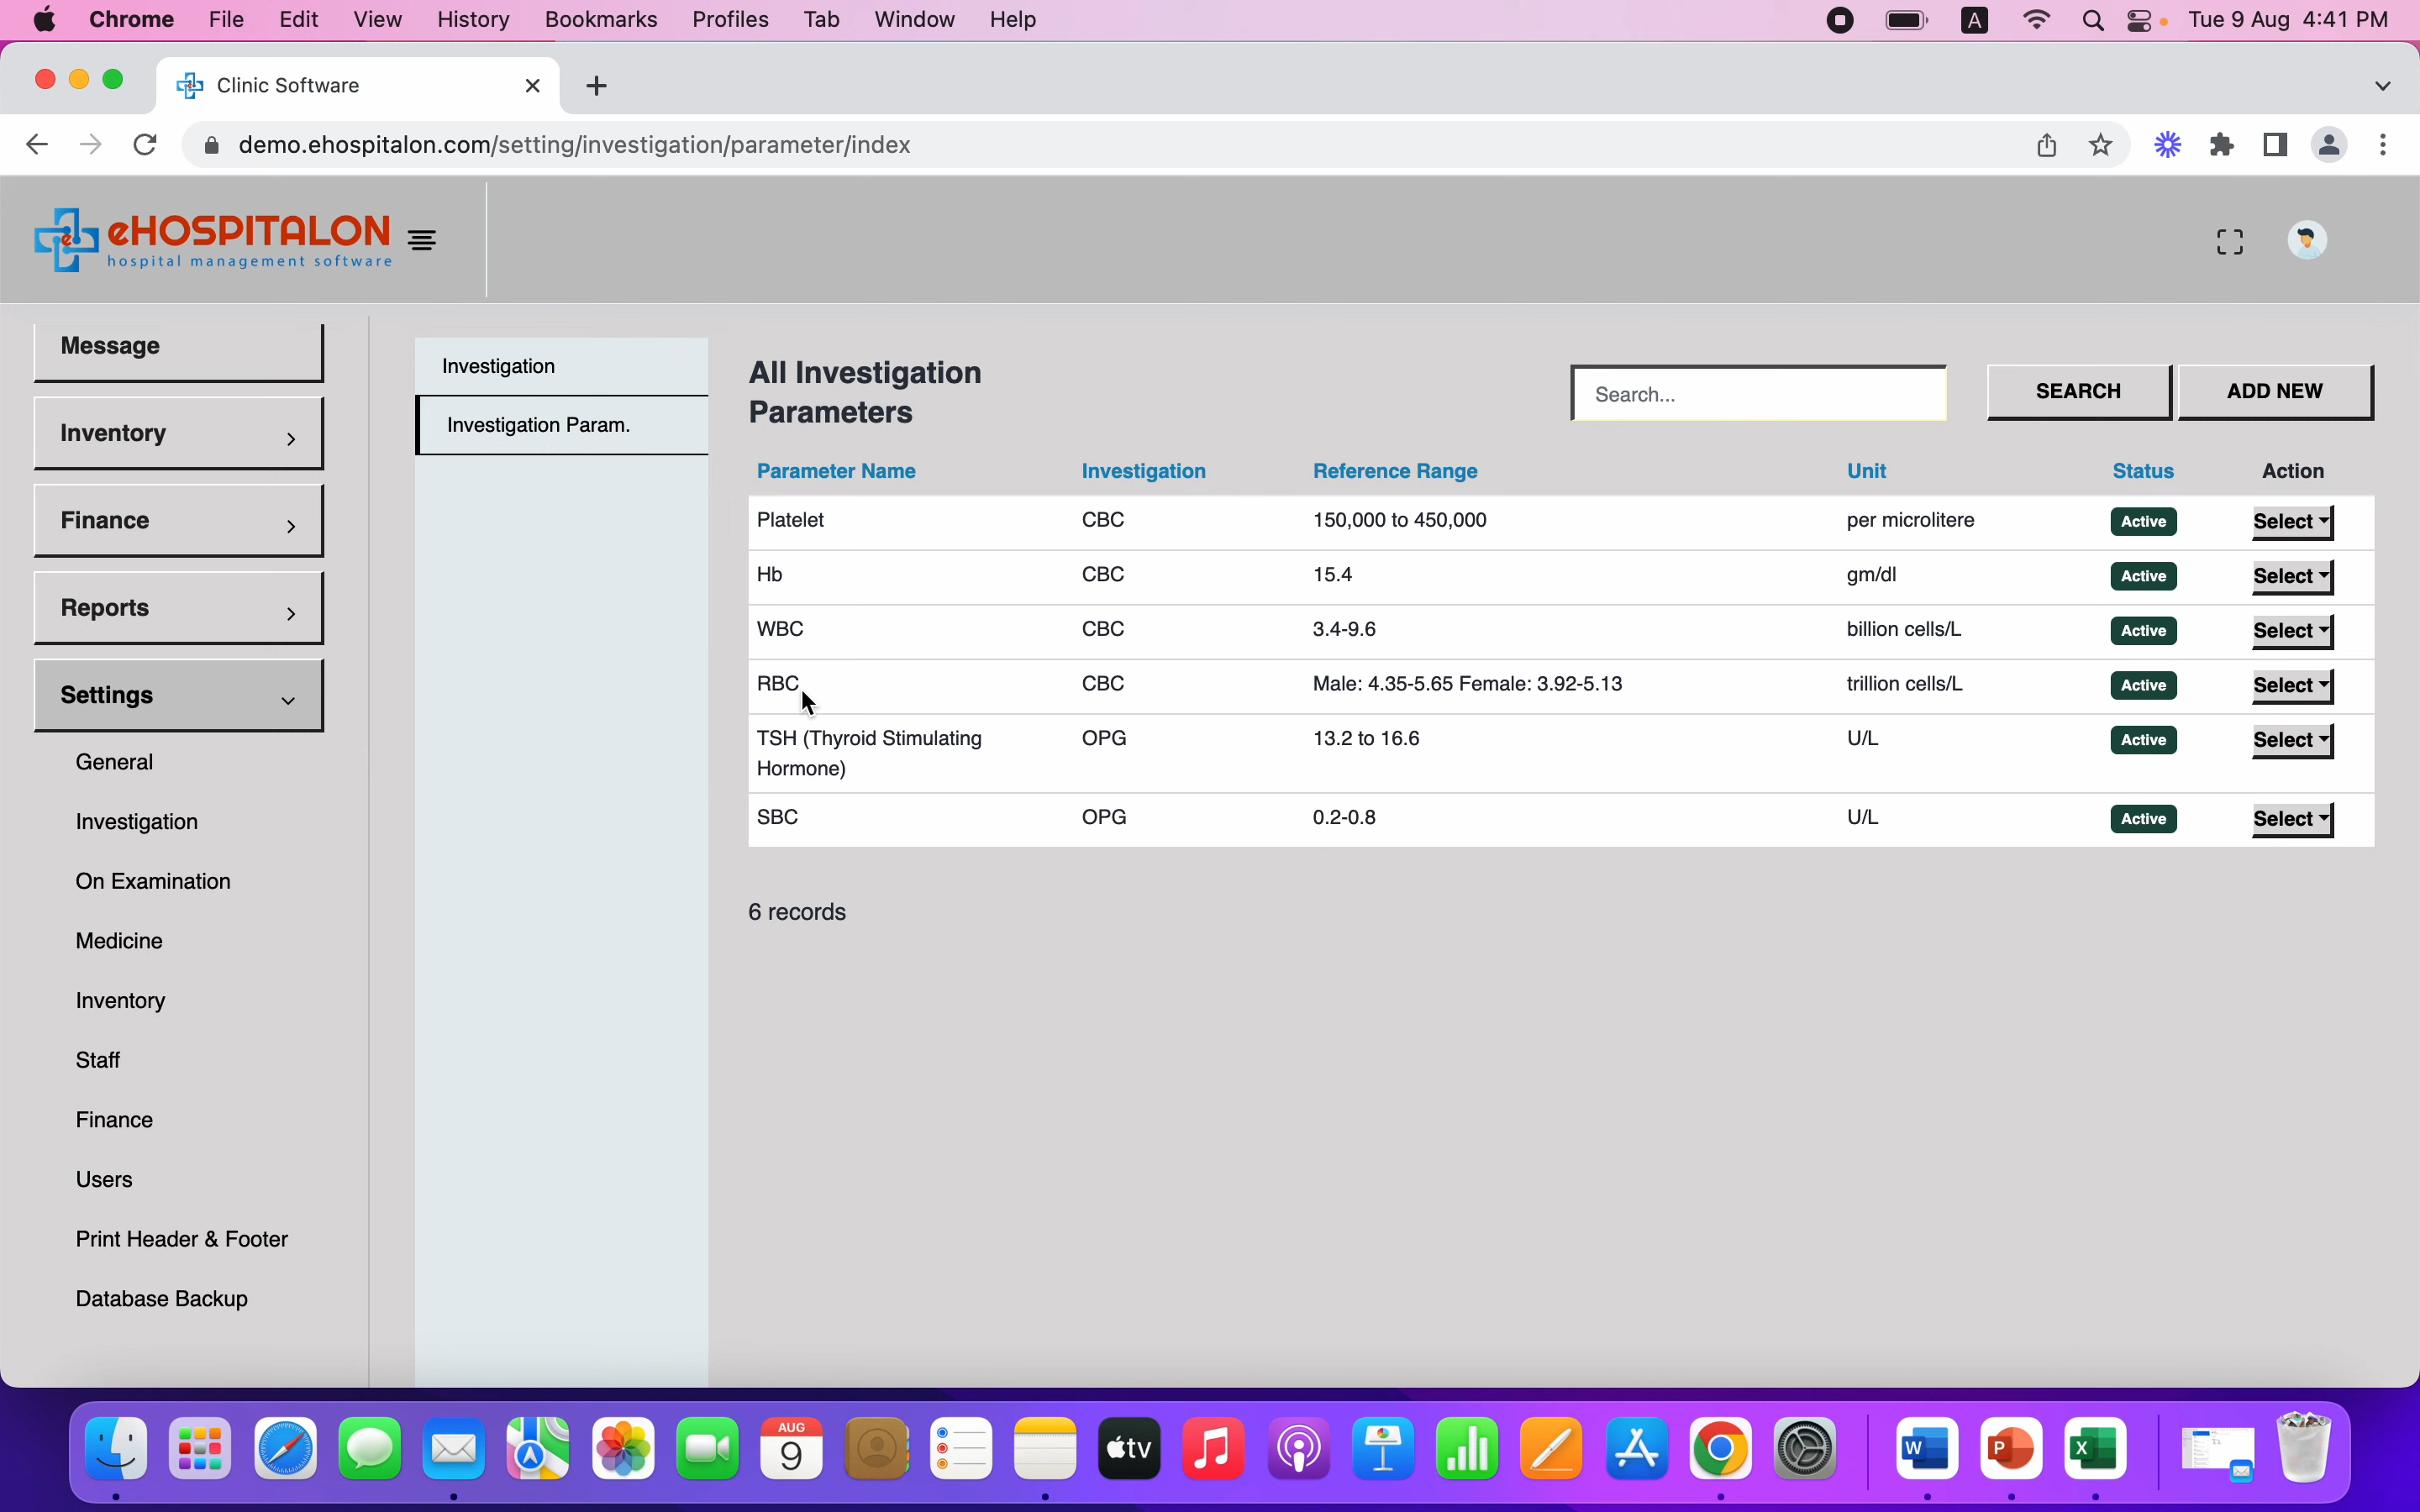 Chrome File Edit View History Bookmarks Profiles Tab Window Help A Tue 9 Aug 4:41 PM
Clinic Software
demo.ehospitalon.com/setting/investigation/parameter/index
eHOSPITALON
hospital management software
Message
Inventory
Finance
Reports
Settings
General
Investigation
On Examination
Medicine
Inventory
Staff
Finance
Users
Print Header & Footer
Database Backup
Investigation
Investigation Param.
All Investigation
Parameters
Search...
SEARCH
ADD NEW
Parameter Name Investigation Reference Range Unit Status Action
Platelet CBC 150,000 to 450,000 per microlitere Active Select
Hb CBC 15.4 gm/dl Active Select
WBC CBC 3.4-9.6 billion cells/L Active Select
RBC CBC Male: 4.35-5.65 Female: 3.92-5.13 trillion cells/L Active Select
TSH (Thyroid Stimulating OPG 13.2 to 16.6 U/L Active Select
Hormone)
SBC OPG 0.2-0.8 U/L Active Select
6 records
AUG
9
tv
W
P
X